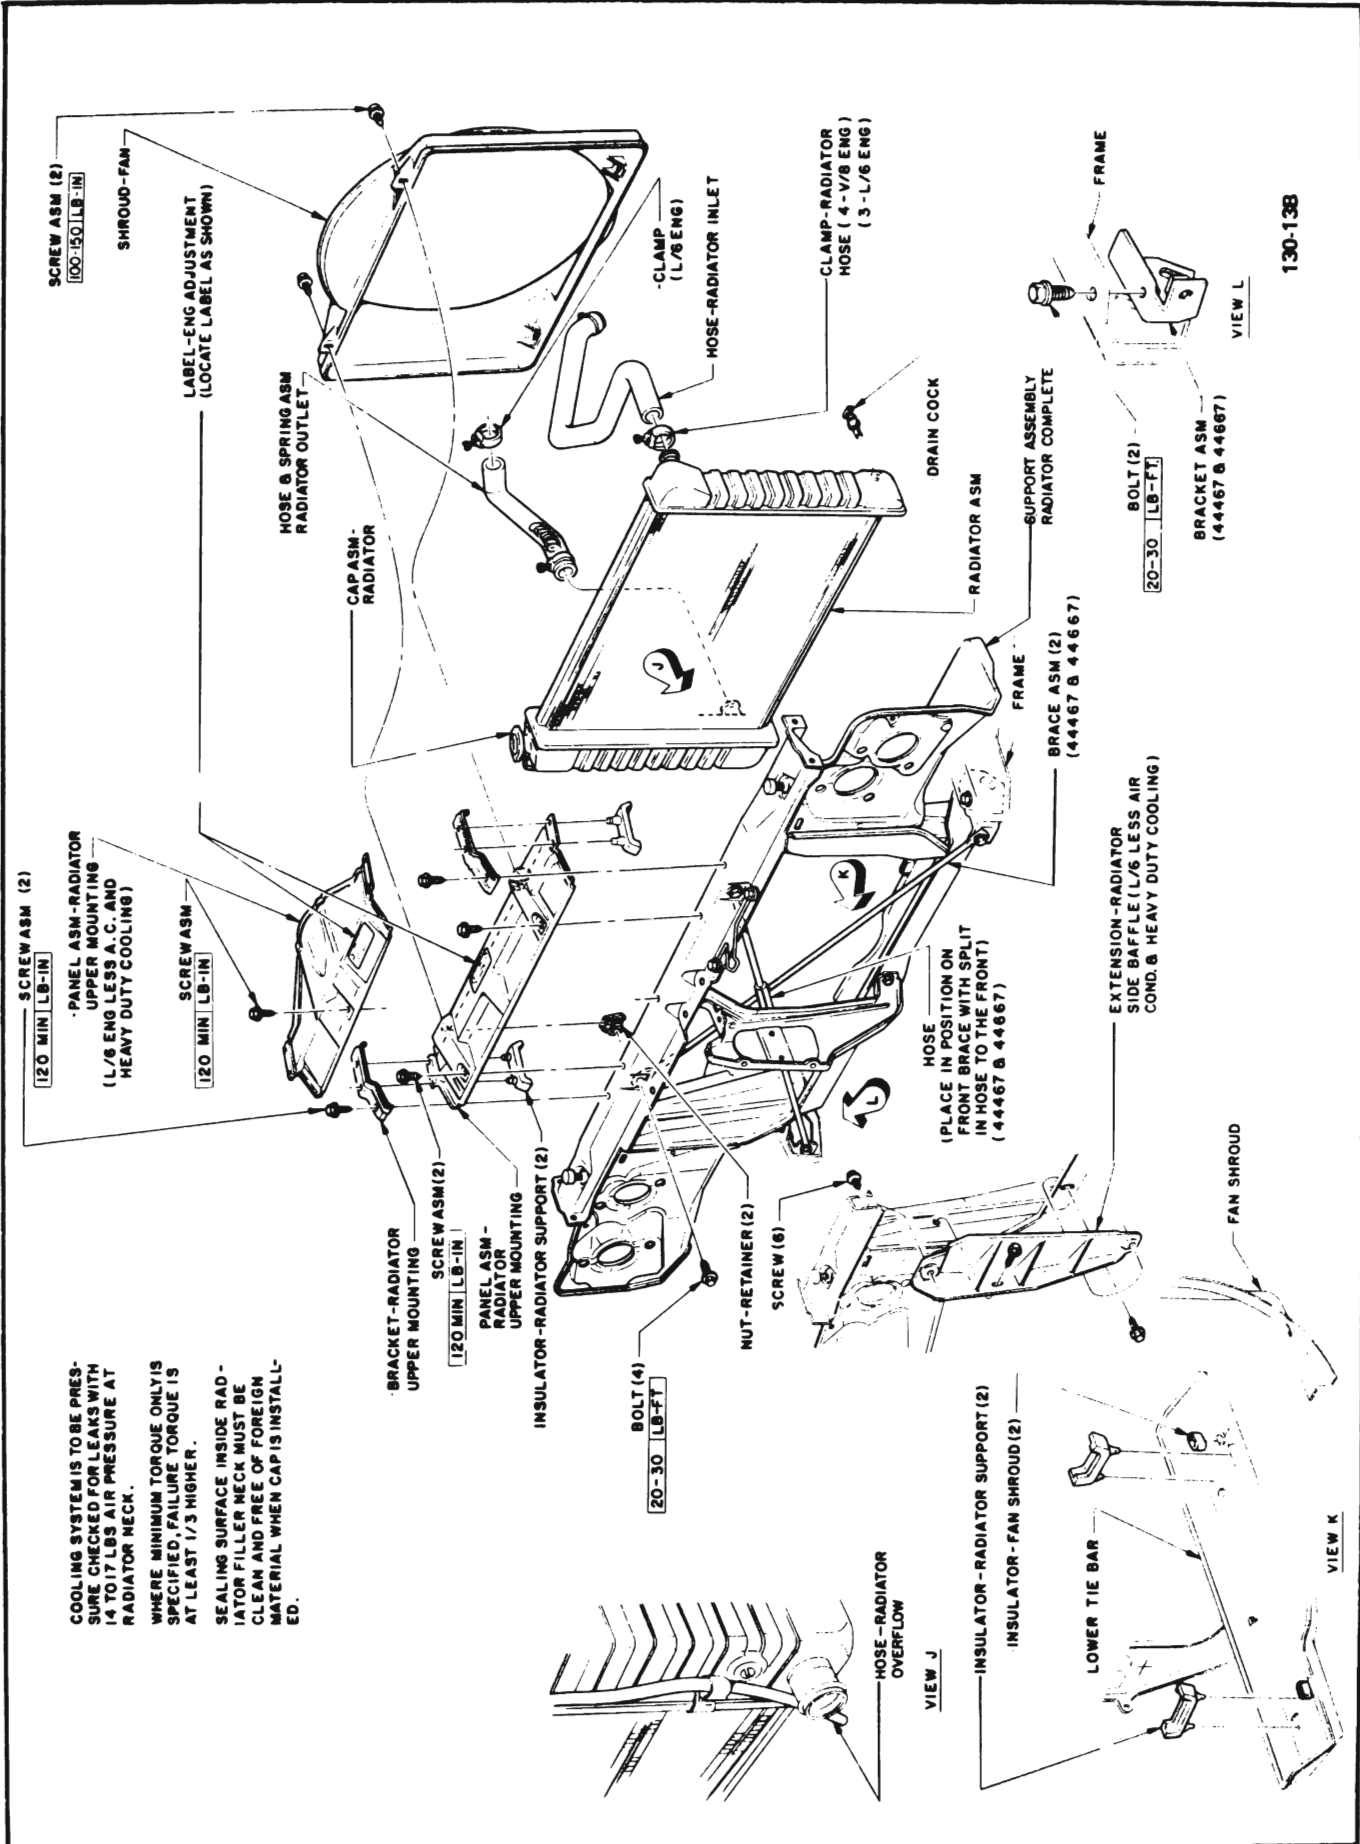 COOLING SYSTEM IS TO BE PRES-
SURE CHECKED FOR LEAKS WITH
14 TO 17 LBS AIR PRESSURE AT
RADIATOR NECK.
WHERE MINIMUM TORQUE ONLY IS
SPECIFIED, FAILURE TORQUE IS
AT LEAST 1/3 HIGHER.
SEALING SURFACE INSIDE RAD-
IATOR FILLER NECK MUST BE
CLEAN AND FREE OF FOREIGN
MATERIAL WHEN CAP IS INSTALL-
ED.
SCREW ASM (2)
120 MIN LB-IN
PANEL ASM-RADIATOR
UPPER MOUNTING
(L/6 ENG LESS A.C. AND
HEAVY DUTY COOLING)
SCREW ASM
120 MIN LB-IN
SCREW ASM (2)
100-150 LB-IN
SHROUD-FAN
LABEL-ENG ADJUSTMENT
(LOCATE LABEL AS SHOWN)
HOSE & SPRING ASM
RADIATOR OUTLET
CAP ASM-
RADIATOR
BRACKET-RADIATOR
UPPER MOUNTING
SCREW ASM (2)
120 MIN LB-IN
PANEL ASM-
RADIATOR
UPPER MOUNTING
INSULATOR-RADIATOR SUPPORT (2)
BOLT (4)
20-30 LB-FT
NUT-RETAINER (2)
SCREW (6)
CLAMP
(L/6 ENG)
HOSE-RADIATOR INLET
CLAMP-RADIATOR
HOSE (4-V/8 ENG)
(3-L/6 ENG)
DRAIN COCK
RADIATOR ASM
SUPPORT ASSEMBLY
RADIATOR COMPLETE
FRAME
BRACE ASM (2)
(44467 & 44667)
J
K
L
HOSE
(PLACE IN POSITION ON
FRONT BRACE WITH SPLIT
IN HOSE TO THE FRONT)
(44467 & 44667)
EXTENSION-RADIATOR
SIDE BAFFLE (L/6 LESS AIR
COND. & HEAVY DUTY COOLING)
HOSE-RADIATOR
OVERFLOW
VIEW J
INSULATOR-RADIATOR SUPPORT (2)
INSULATOR-FAN SHROUD (2)
LOWER TIE BAR
FAN SHROUD
VIEW K
FRAME
BOLT (2)
20-30 LB-FT.
BRACKET ASM
(44467 & 44667)
VIEW L
130-138